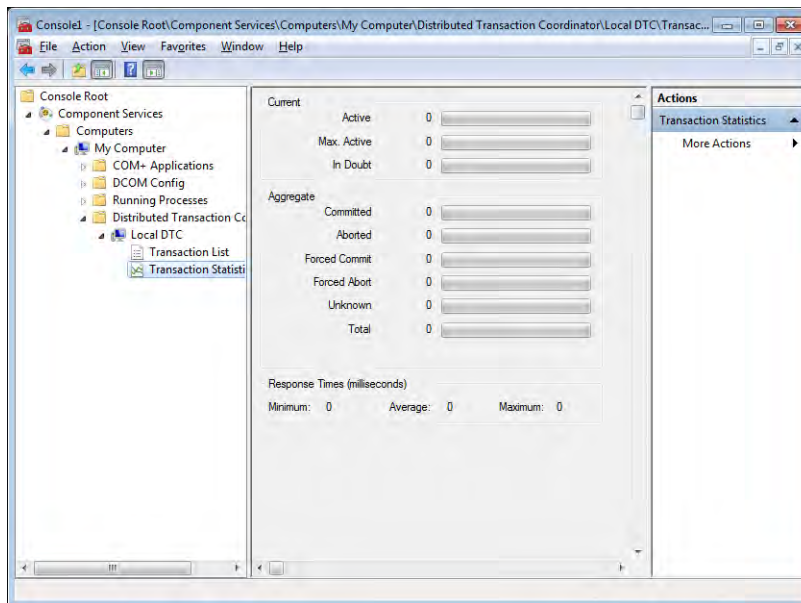 Console1 - [Console Root\Component Services\Computers\My Computer\Distributed Transaction Coordinator\Local DTC\Transac...
File Action View Favorites Window Help
Console Root
Component Services
Computers
My Computer
COM+ Applications
DCOM Config
Running Processes
Distributed Transaction Cc
Local DTC
Transaction List
Transaction Statisti
Current
Active 0
Max. Active 0
In Doubt 0
Aggregate
Committed 0
Aborted 0
Forced Commit 0
Forced Abort 0
Unknown 0
Total 0
Response Times (milliseconds)
Minimum: 0 Average: 0 Maximum: 0
Actions
Transaction Statistics
More Actions